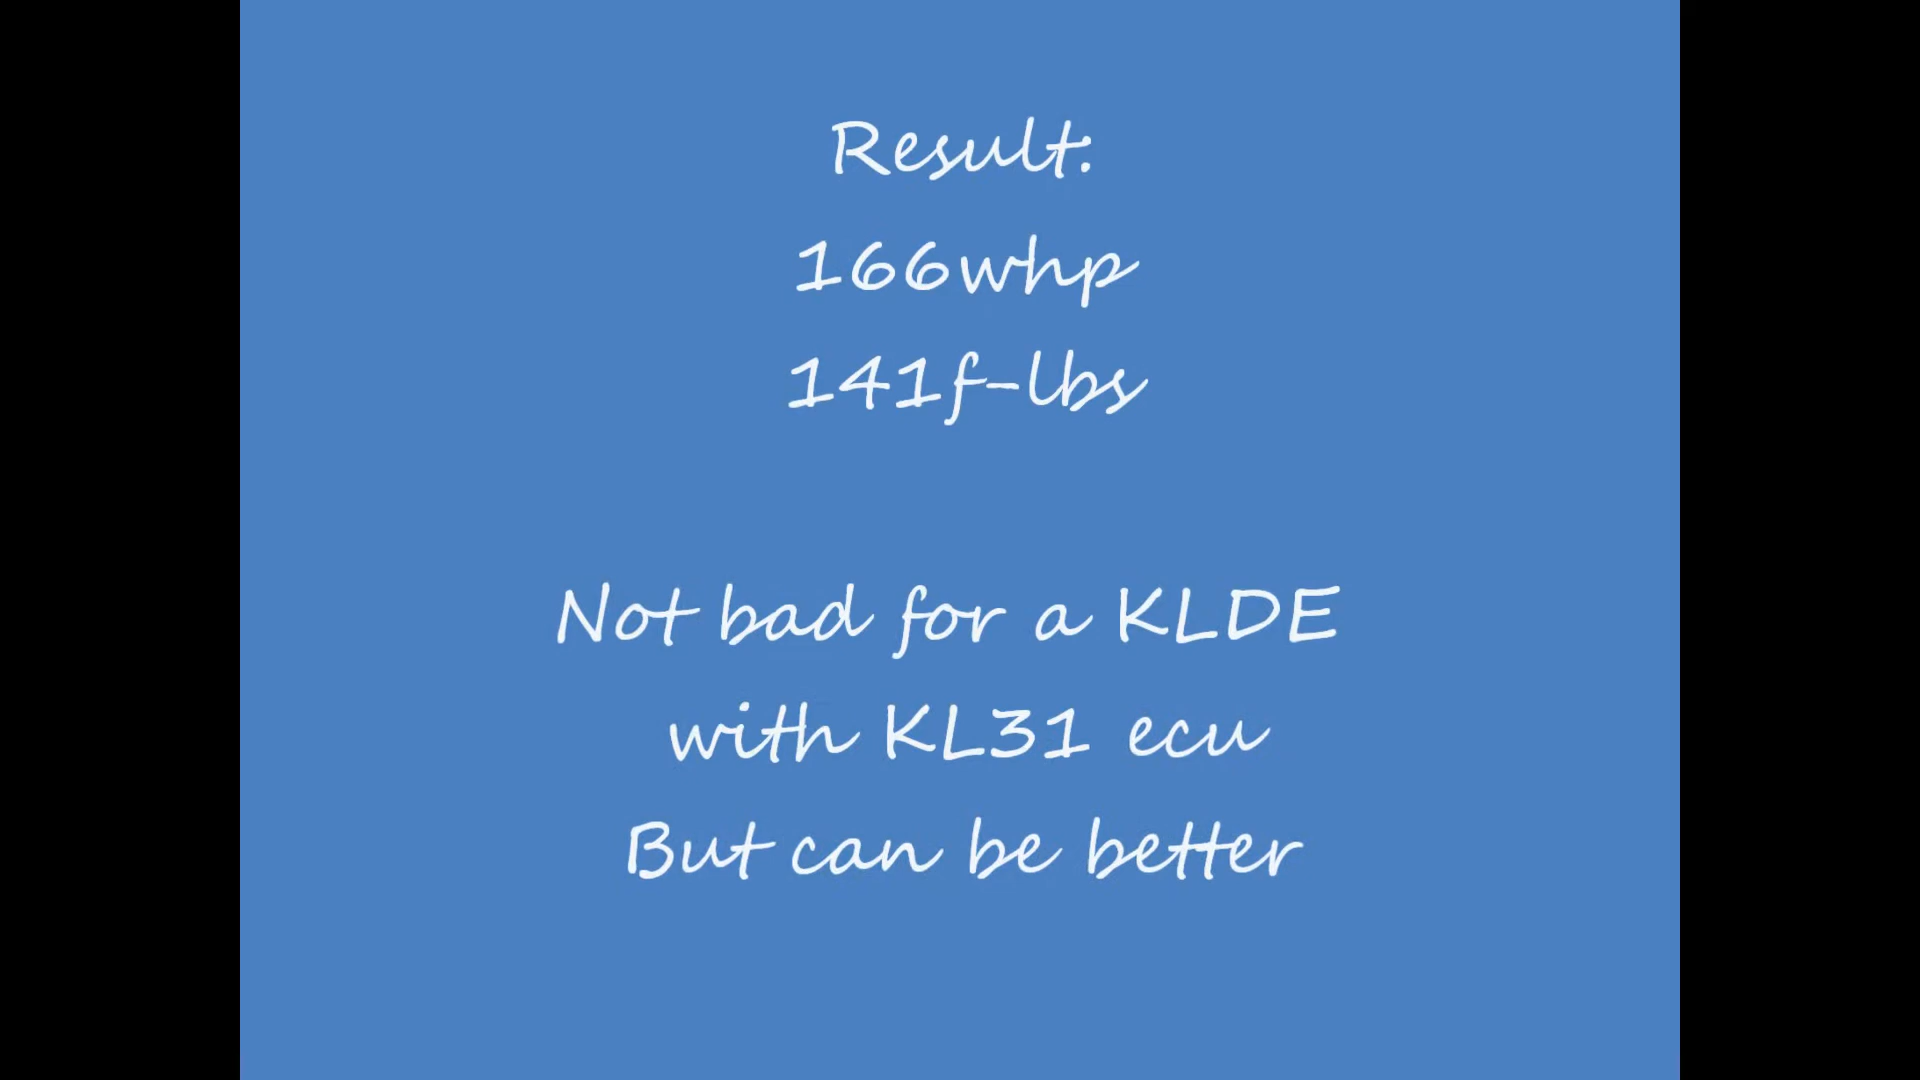 Result:
166whp
141f-lbs
Not bad for a KLDE
with KL31 ecu
But can be better